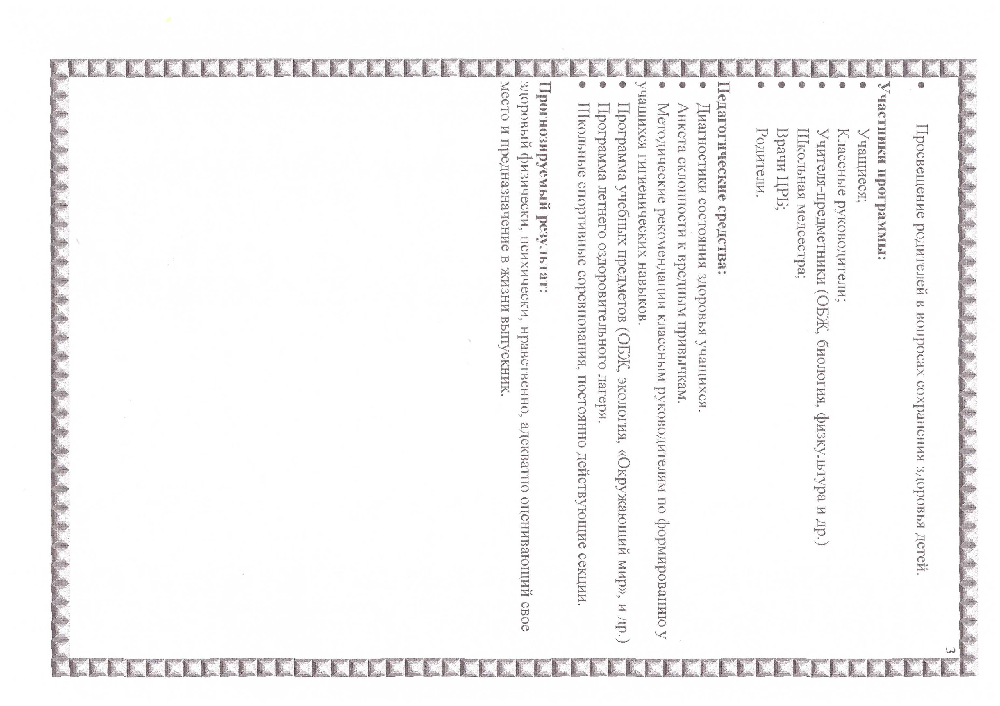 3
• Просвещение родителей в вопросах сохранения здоровья детей.
Участники программы:
• Учащиеся;
• Классные руководители;
• Учителя-предметники (ОБЖ, биология, физкультура и др.)
• Школьная медсестра;
• Врачи ЦРБ;
• Родители.
Педагогические средства:
• Диагностики состояния здоровья учащихся.
• Анкета склонности к вредным привычкам.
• Методические рекомендации классным руководителям по формированию у
учащихся гигиенических навыков.
• Программа учебных предметов (ОБЖ, экология, «Окружающий мир», и др.)
• Программа летнего оздоровительного лагеря.
• Школьные спортивные соревнования, постоянно действующие секции.
Прогнозируемый результат:
здоровый физически, психически, нравственно, адекватно оценивающий свое
место и предназначение в жизни выпускник.